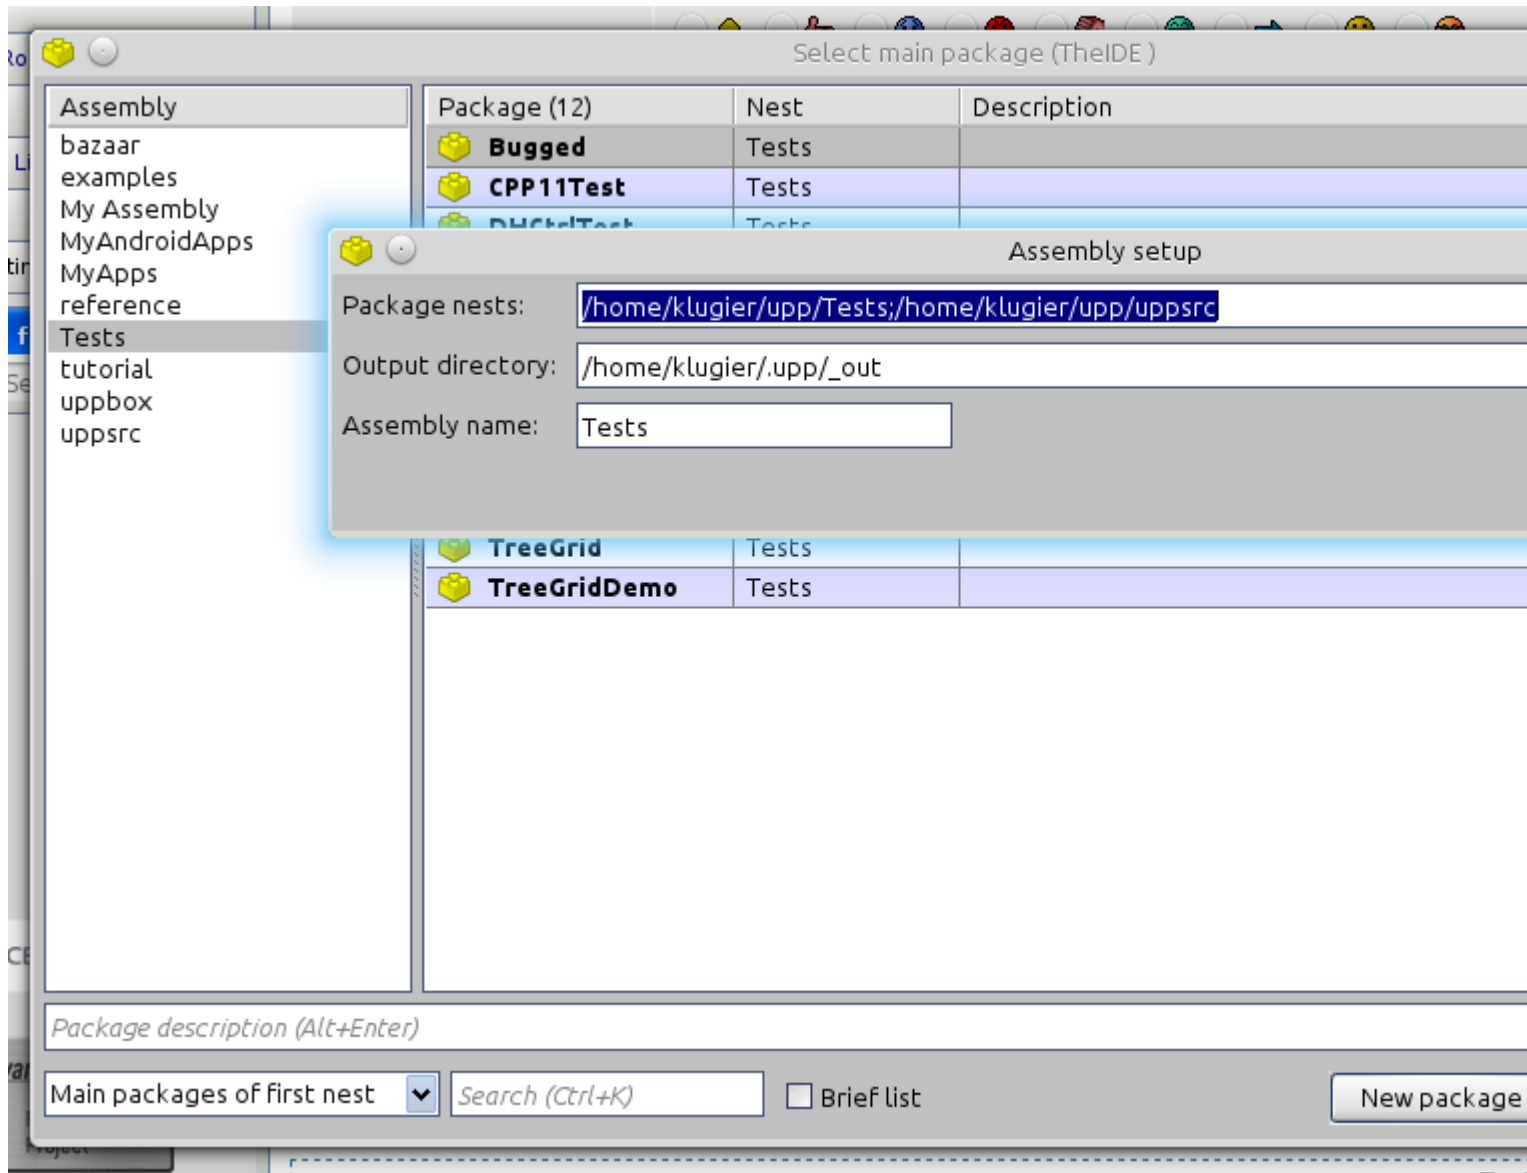 Select main package (TheIDE )
Assembly
Package (12)
Nest
Description
bazaar
examples
My Assembly
MyAndroidApps
MyApps
reference
Tests
tutorial
uppbox
uppsrc
Bugged
Tests
CPP11Test
Tests
DHCtrlTest
Tests
Assembly setup
Package nests:
/home/klugier/upp/Tests;/home/klugier/upp/uppsrc
Output directory:
/home/klugier/.upp/_out
Assembly name:
Tests
TreeGrid
Tests
TreeGridDemo
Tests
Package description (Alt+Enter)
Main packages of first nest
Search (Ctrl+K)
Brief list
New package